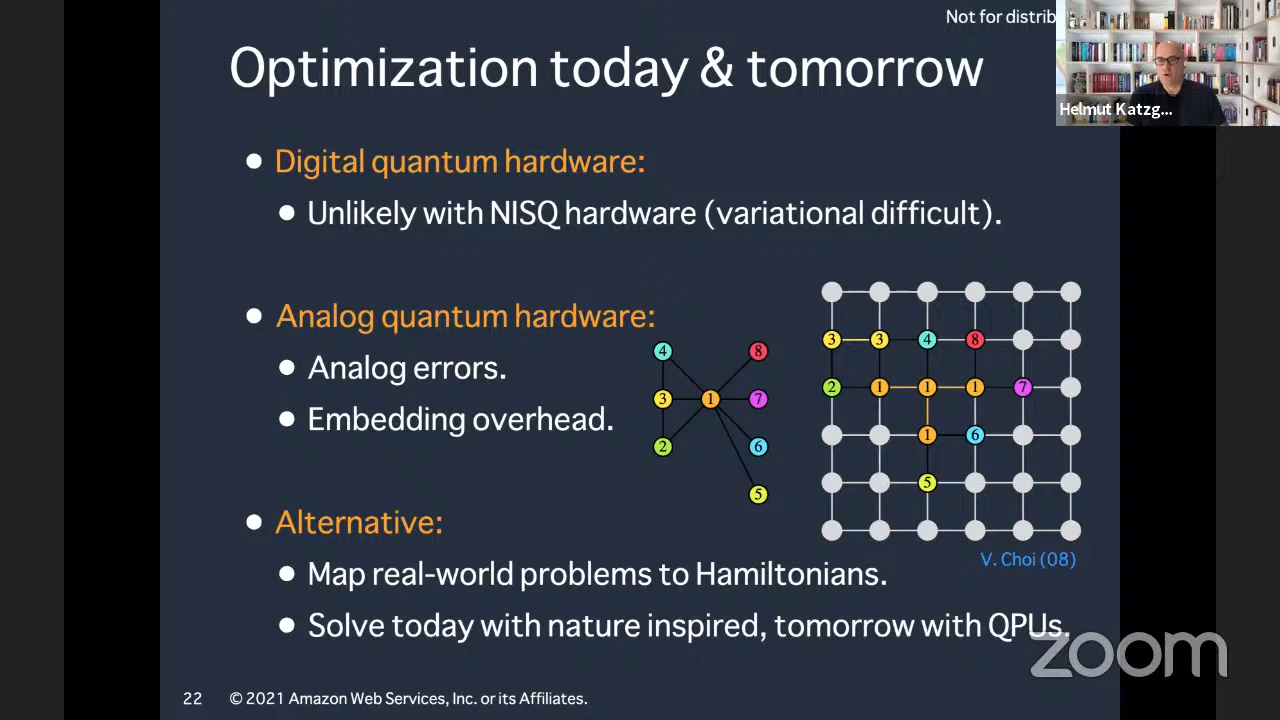 Not for distrib
Optimization today & tomorrow
Helmut Katzg...
● Digital quantum hardware:
● Unlikely with NISQ hardware (variational difficult).
● Analog quantum hardware:
● Analog errors.
● Embedding overhead.
4 8
3 1 7
2 6
5
3 3 4 8
2 1 1 1 7
1 6
5
V. Choi (08)
● Alternative:
● Map real-world problems to Hamiltonians.
● Solve today with nature inspired, tomorrow with QPUs.
zoom
22 © 2021 Amazon Web Services, Inc. or its Affiliates.